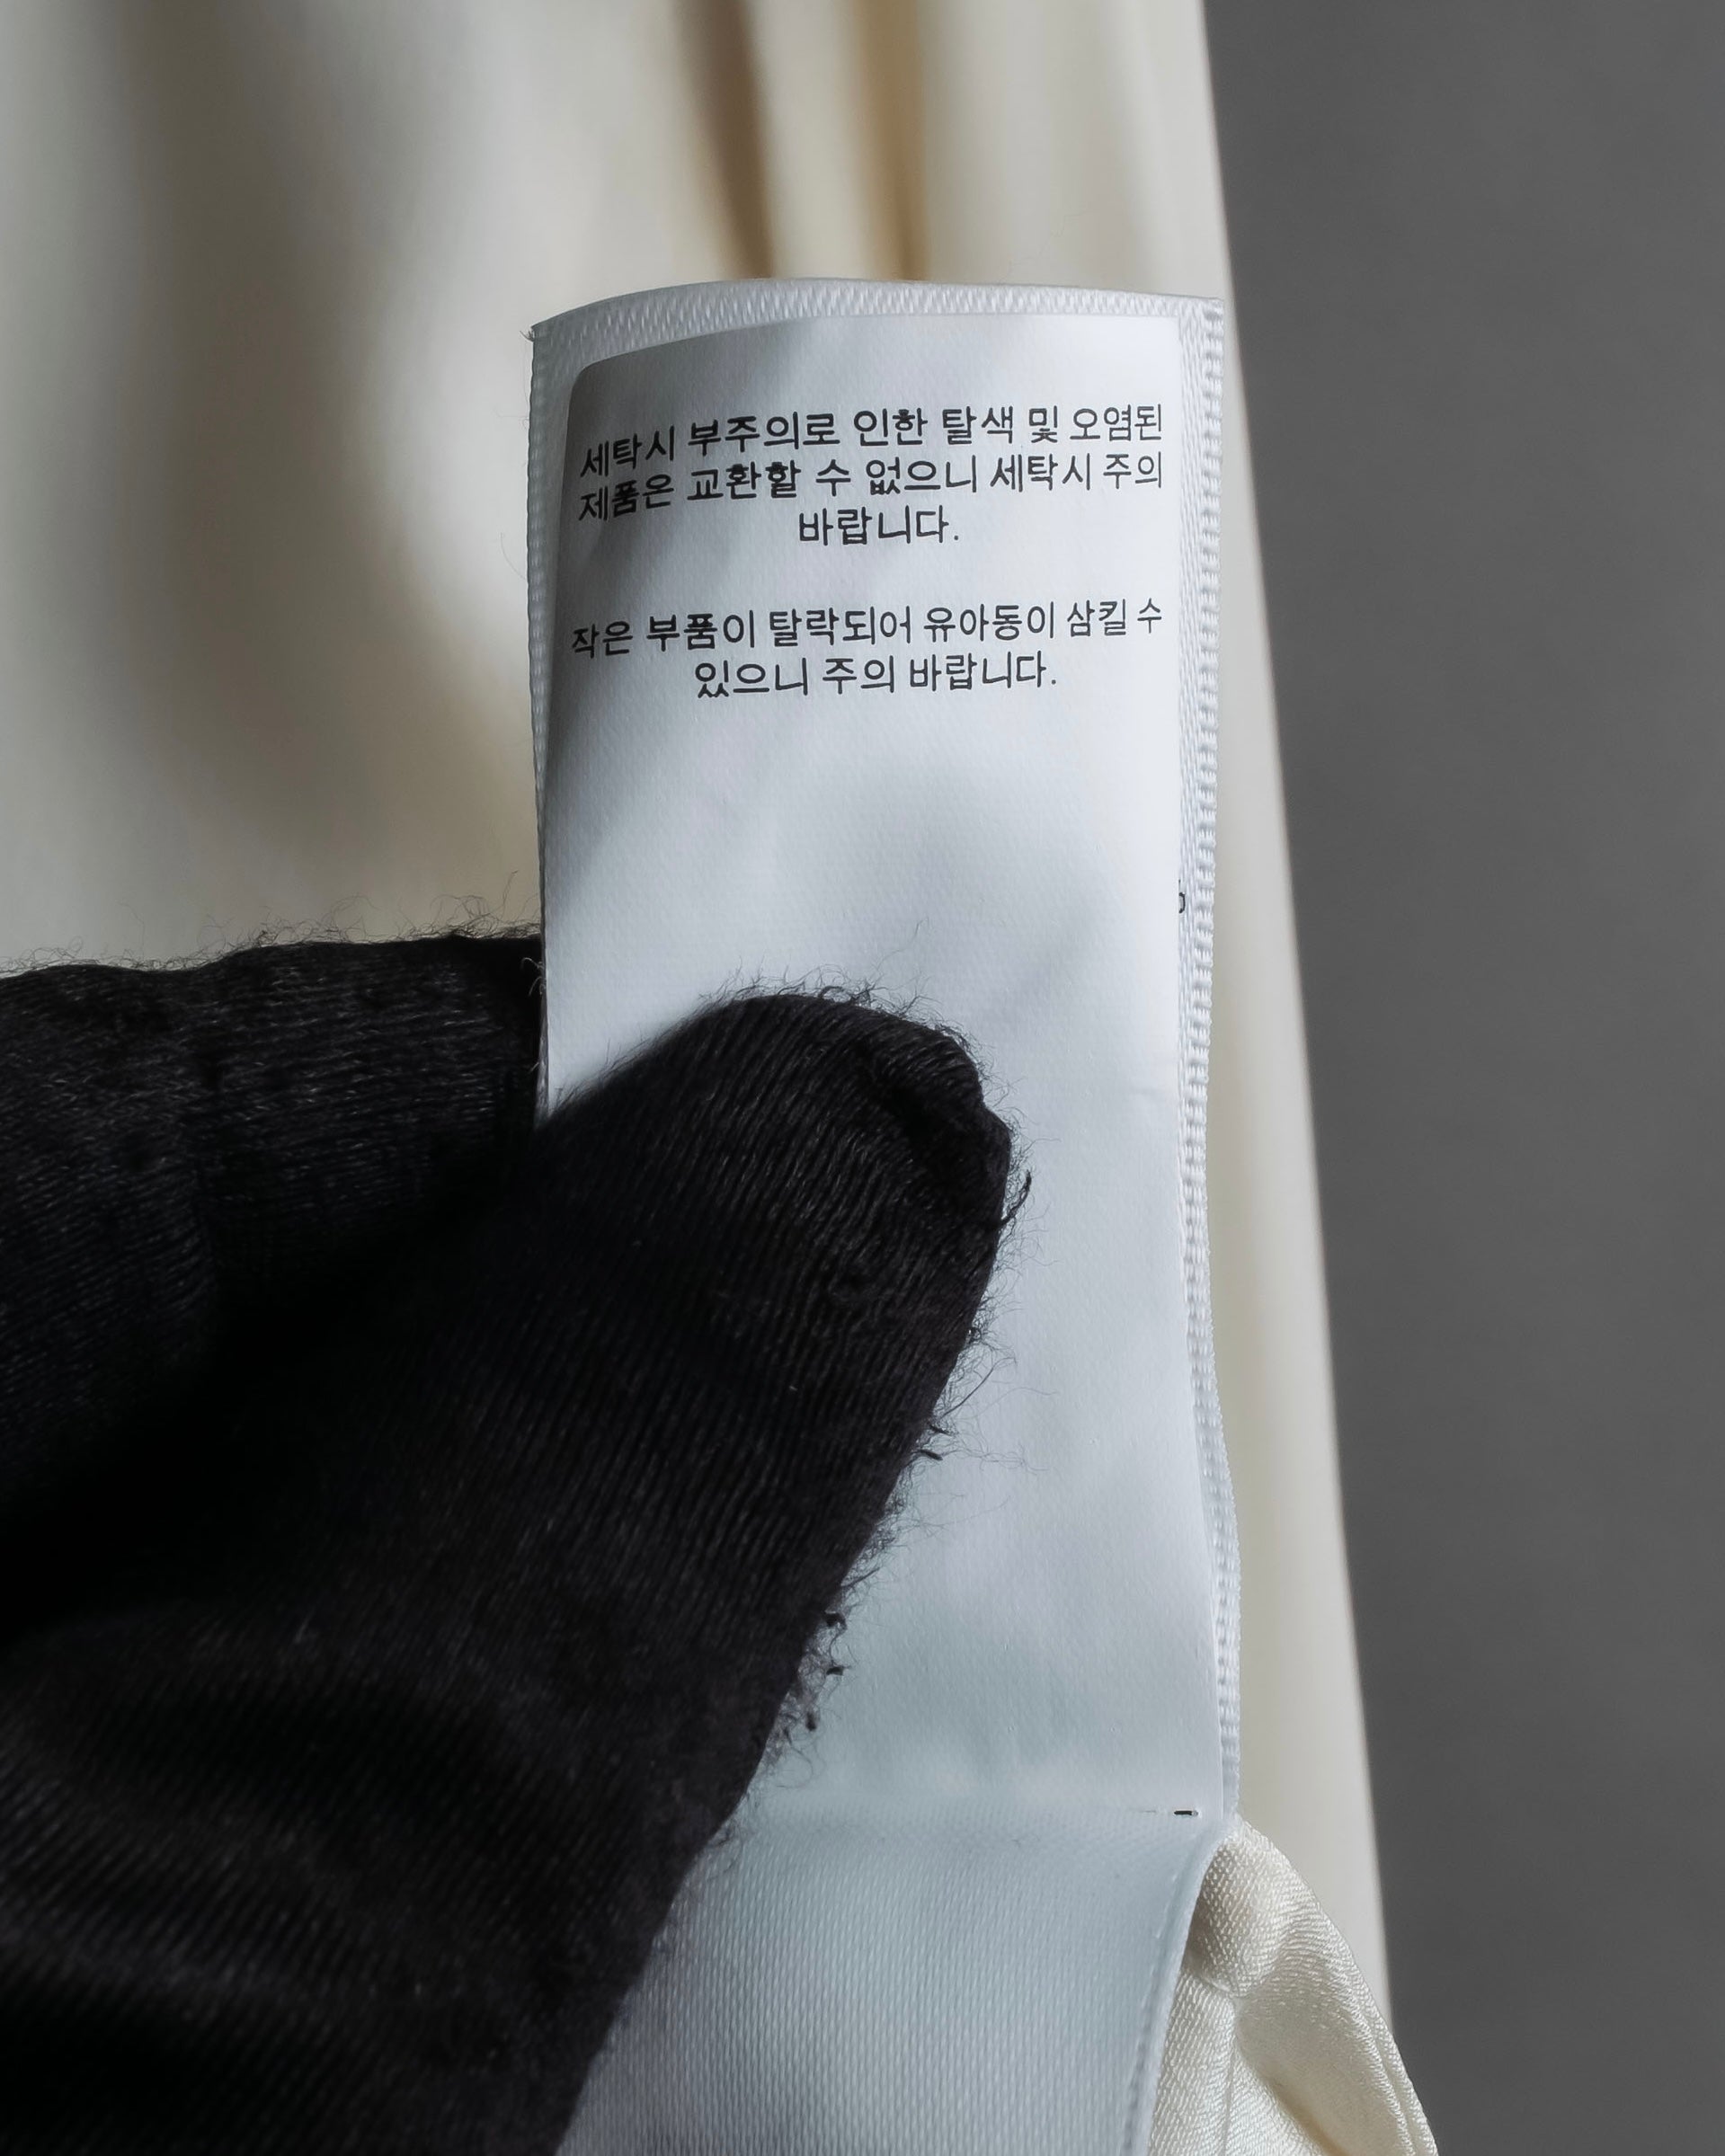 세탁시 부주의로 인한 탈색 및 오염된
제품은 교환할 수 없으니 세탁시 주의
바랍니다.
작은 부품이 탈락되어 유아동이 삼킬 수
있으니 주의 바랍니다.